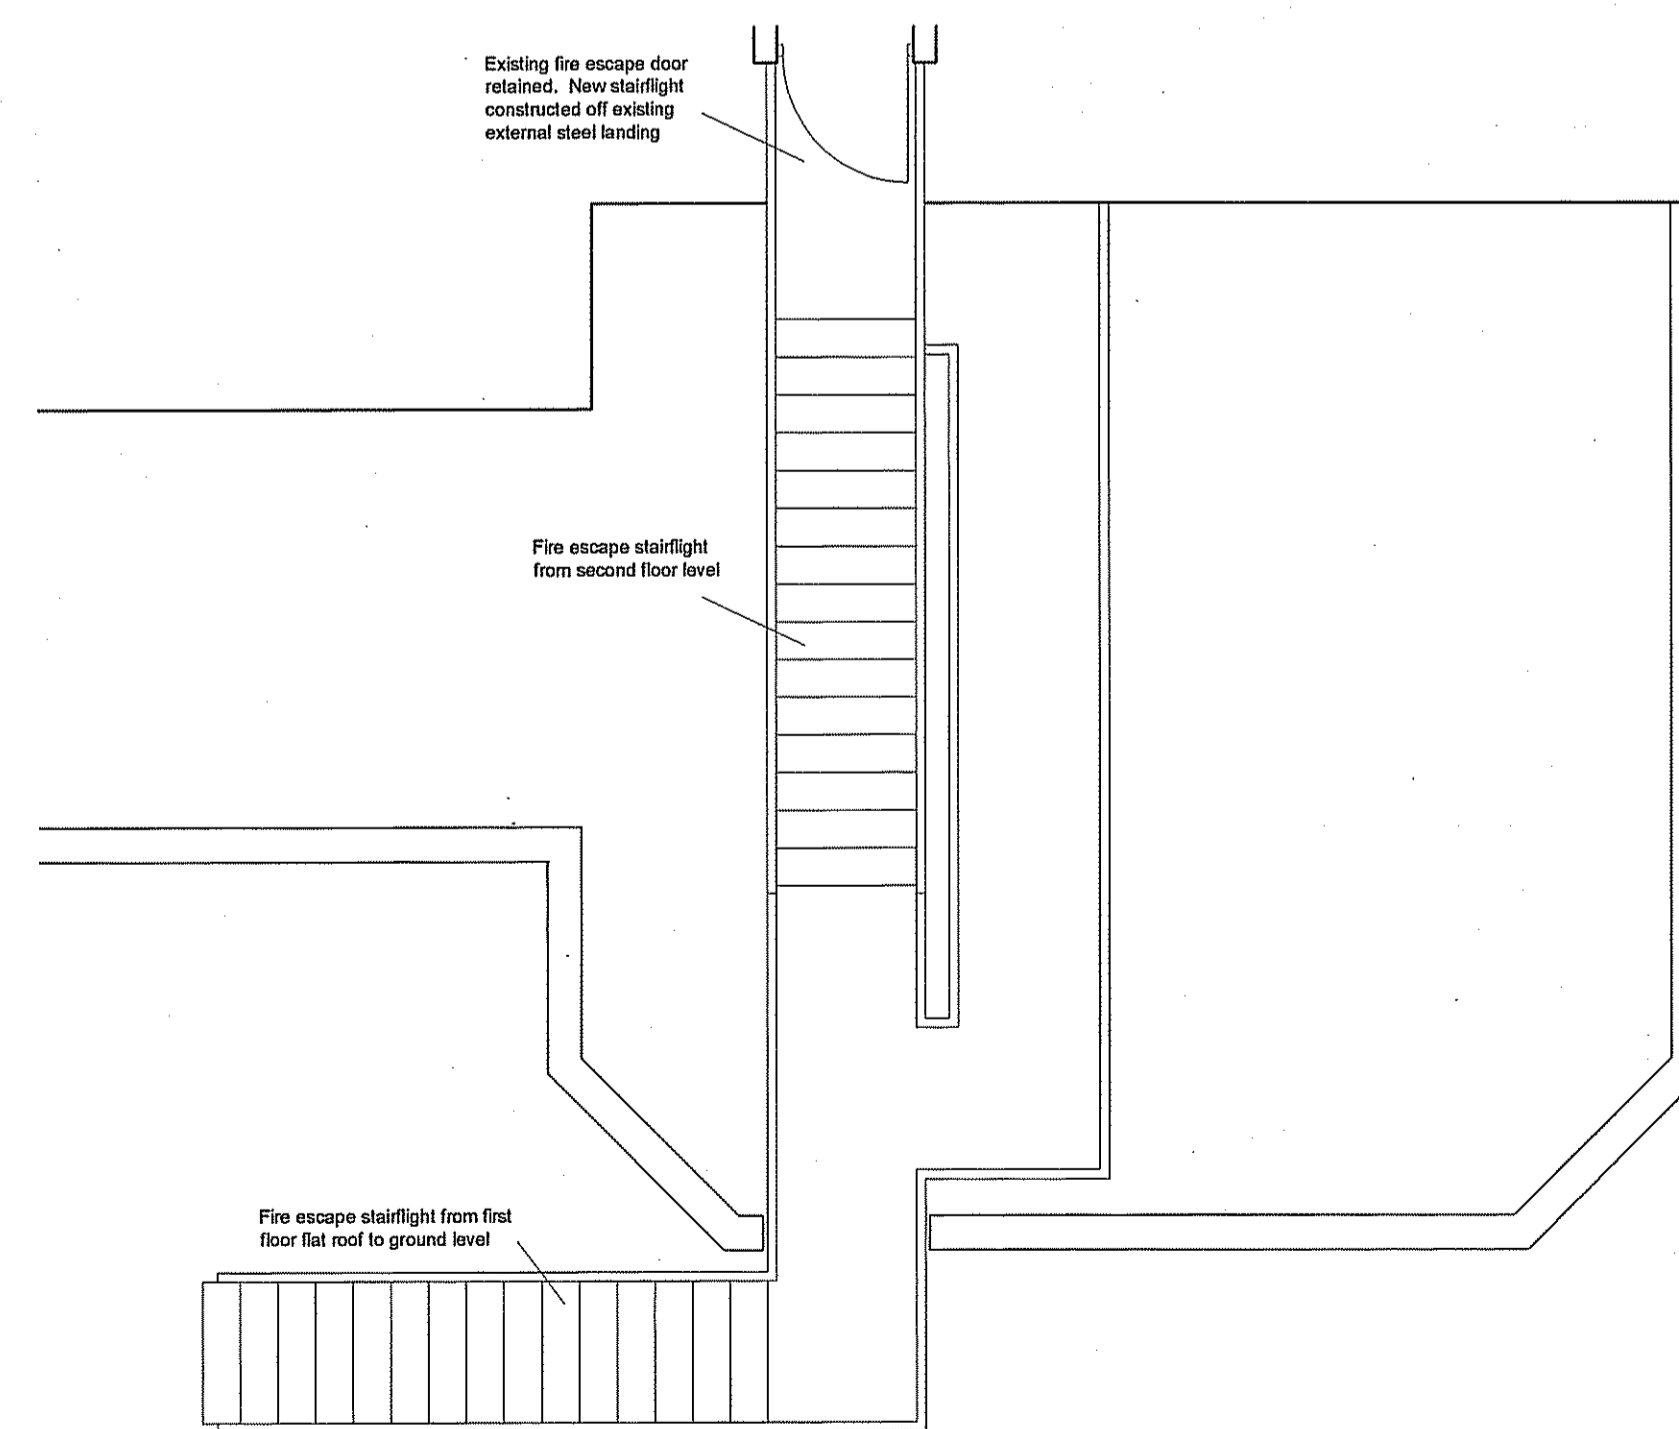 Existing fire escape door
retained. New stairflight
constructed off existing
external steel landing
Fire escape stairflight
from second floor level
Fire escape stairflight from first
floor flat roof to ground level